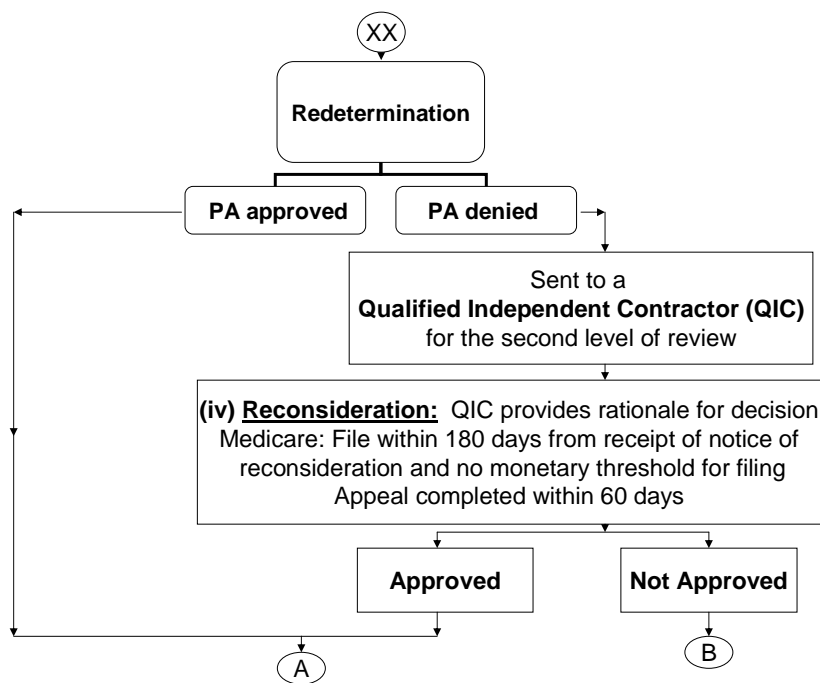 XX
Redetermination
PA approved
PA denied
Sent to a
Qualified Independent Contractor (QIC)
for the second level of review
(iv) Reconsideration: QIC provides rationale for decision
Medicare: File within 180 days from receipt of notice of
reconsideration and no monetary threshold for filing
Appeal completed within 60 days
Approved
Not Approved
A
B